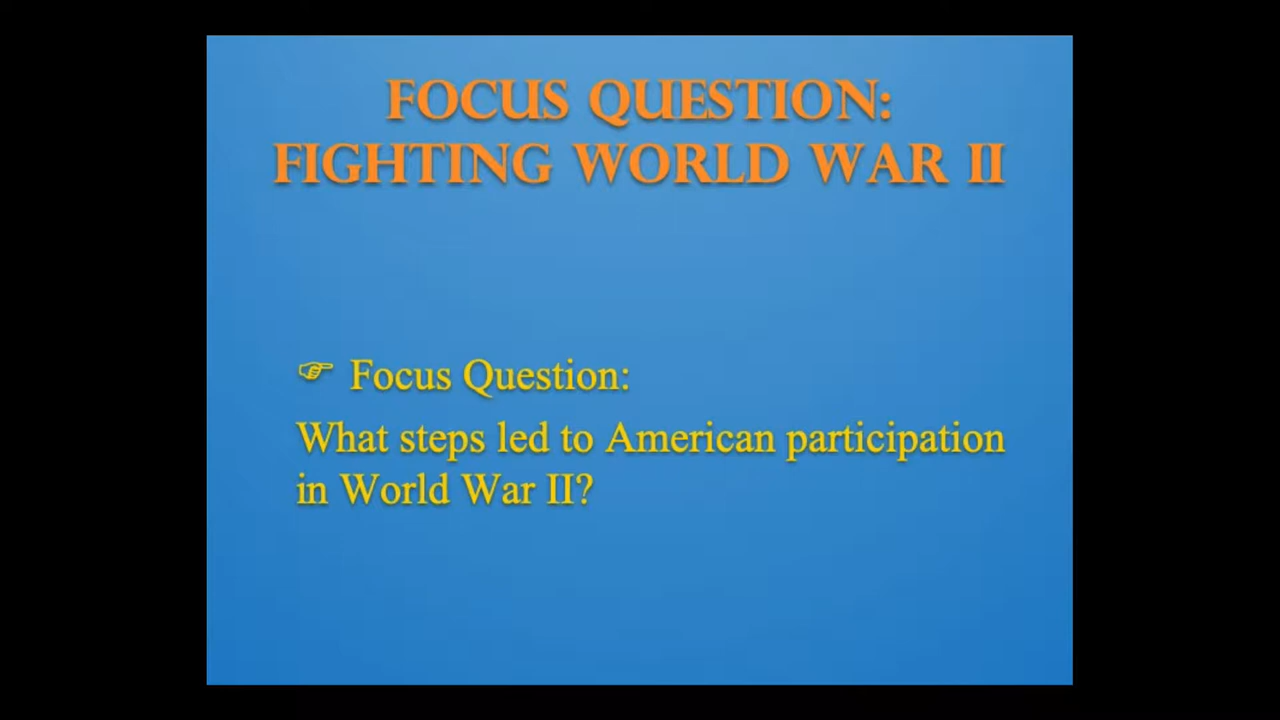 FOCUS QUESTION:
FIGHTING WORLD WAR II
☞ Focus Question:
What steps led to American participation
in World War II?